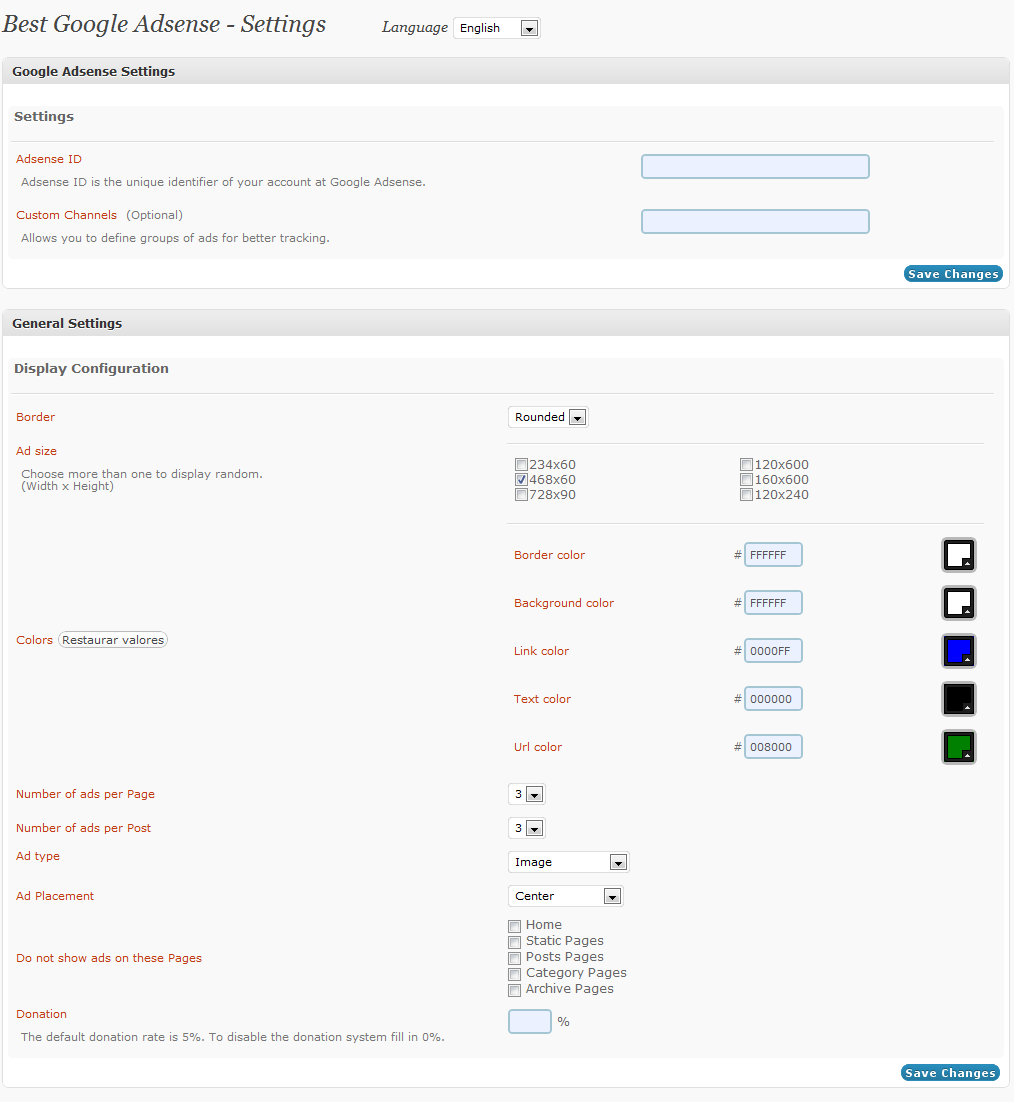 Best Google Adsense - Settings Language English
Google Adsense Settings
Settings
Adsense ID
Adsense ID is the unique identifier of your account at Google Adsense.
Custom Channels (Optional)
Allows you to define groups of ads for better tracking.
Save Changes
General Settings
Display Configuration
Border Rounded
Ad size
Choose more than one to display random.
(Width x Height)
234x60 120x600
468x60 160x600
728x90 120x240
Border color # FFFFFF
Background color # FFFFFF
Colors Restaurar valores
Link color # 0000FF
Text color # 000000
Url color # 008000
Number of ads per Page 3
Number of ads per Post 3
Ad type Image
Ad Placement Center
Do not show ads on these Pages
Home
Static Pages
Posts Pages
Category Pages
Archive Pages
Donation
%
The default donation rate is 5%. To disable the donation system fill in 0%.
Save Changes